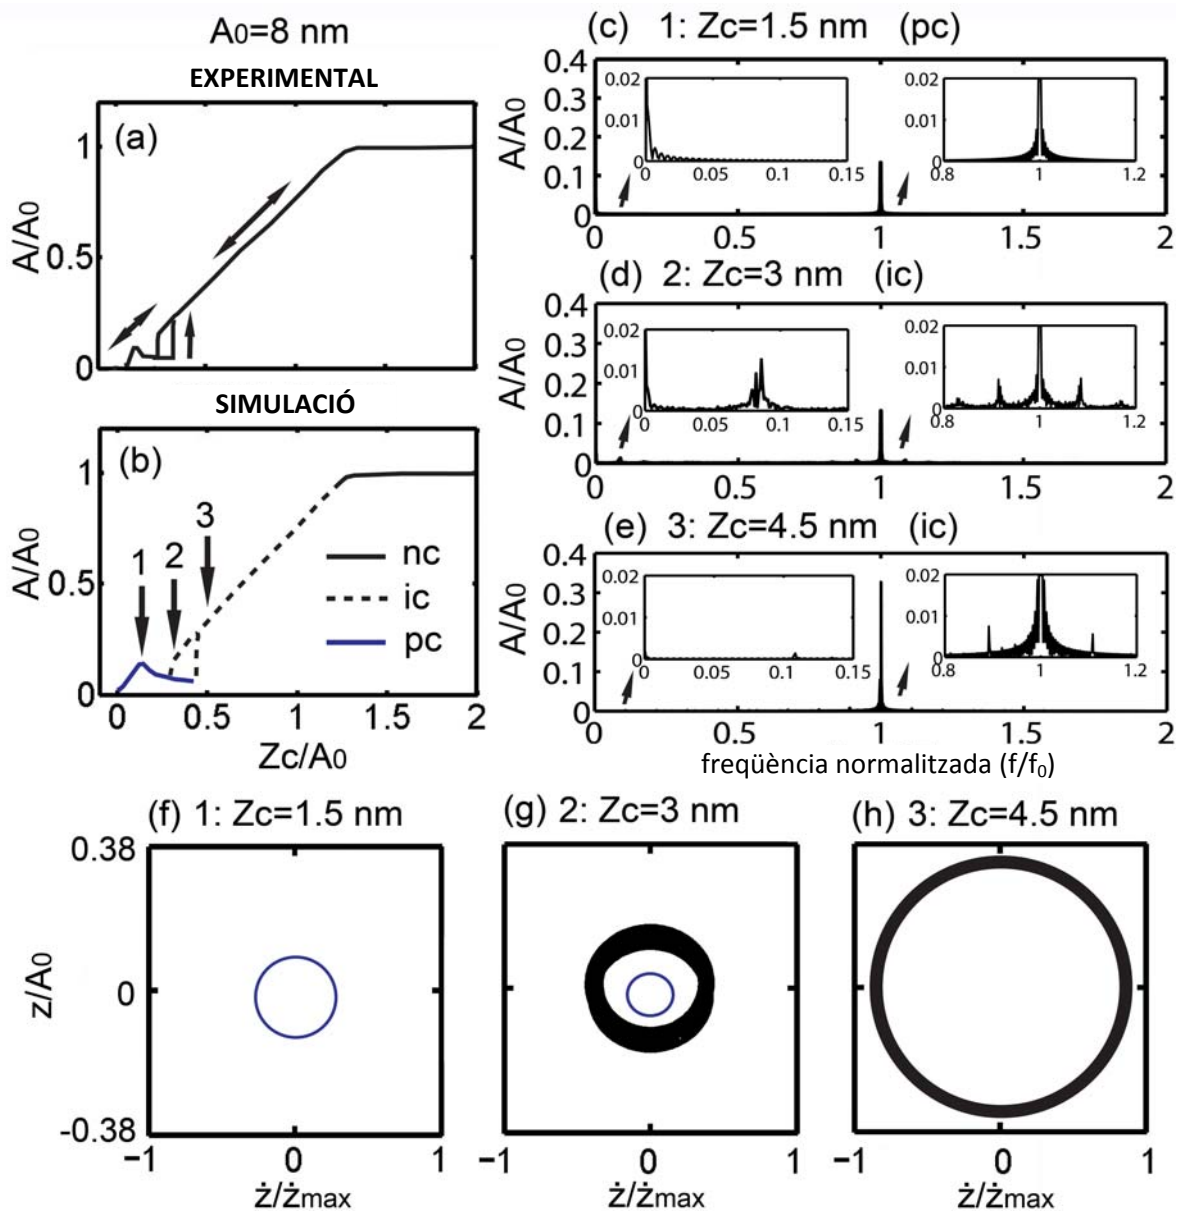 A0=8 nm
EXPERIMENTAL
(a)
A/A0
1
0.5
0
SIMULACIÓ
(b)
A/A0
1
0.5
0
1
2
3
nc
ic
pc
0
0.5
1
1.5
2
Zc/A0
(c) 1: Zc=1.5 nm (pc)
A/A0
0.4
0.3
0.2
0.1
0
0.02
0.01
0
0 0.05 0.1 0.15
0.02
0.01
0
0.8 1 1.2
0 0.5 1 1.5 2
(d) 2: Zc=3 nm (ic)
A/A0
0.4
0.3
0.2
0.1
0
0.02
0.01
0
0 0.05 0.1 0.15
0.02
0.01
0
0.8 1 1.2
0 0.5 1 1.5 2
(e) 3: Zc=4.5 nm (ic)
A/A0
0.4
0.3
0.2
0.1
0
0.02
0.01
0
0 0.05 0.1 0.15
0.02
0.01
0
0.8 1 1.2
0 0.5 1 1.5 2
freqüència normalitzada (f/f₀)
(f) 1: Zc=1.5 nm
0.38
z/A0
0
-0.38
−1 0 1
ż/żmax
(g) 2: Zc=3 nm
−1 0 1
ż/żmax
(h) 3: Zc=4.5 nm
−1 0 1
ż/żmax